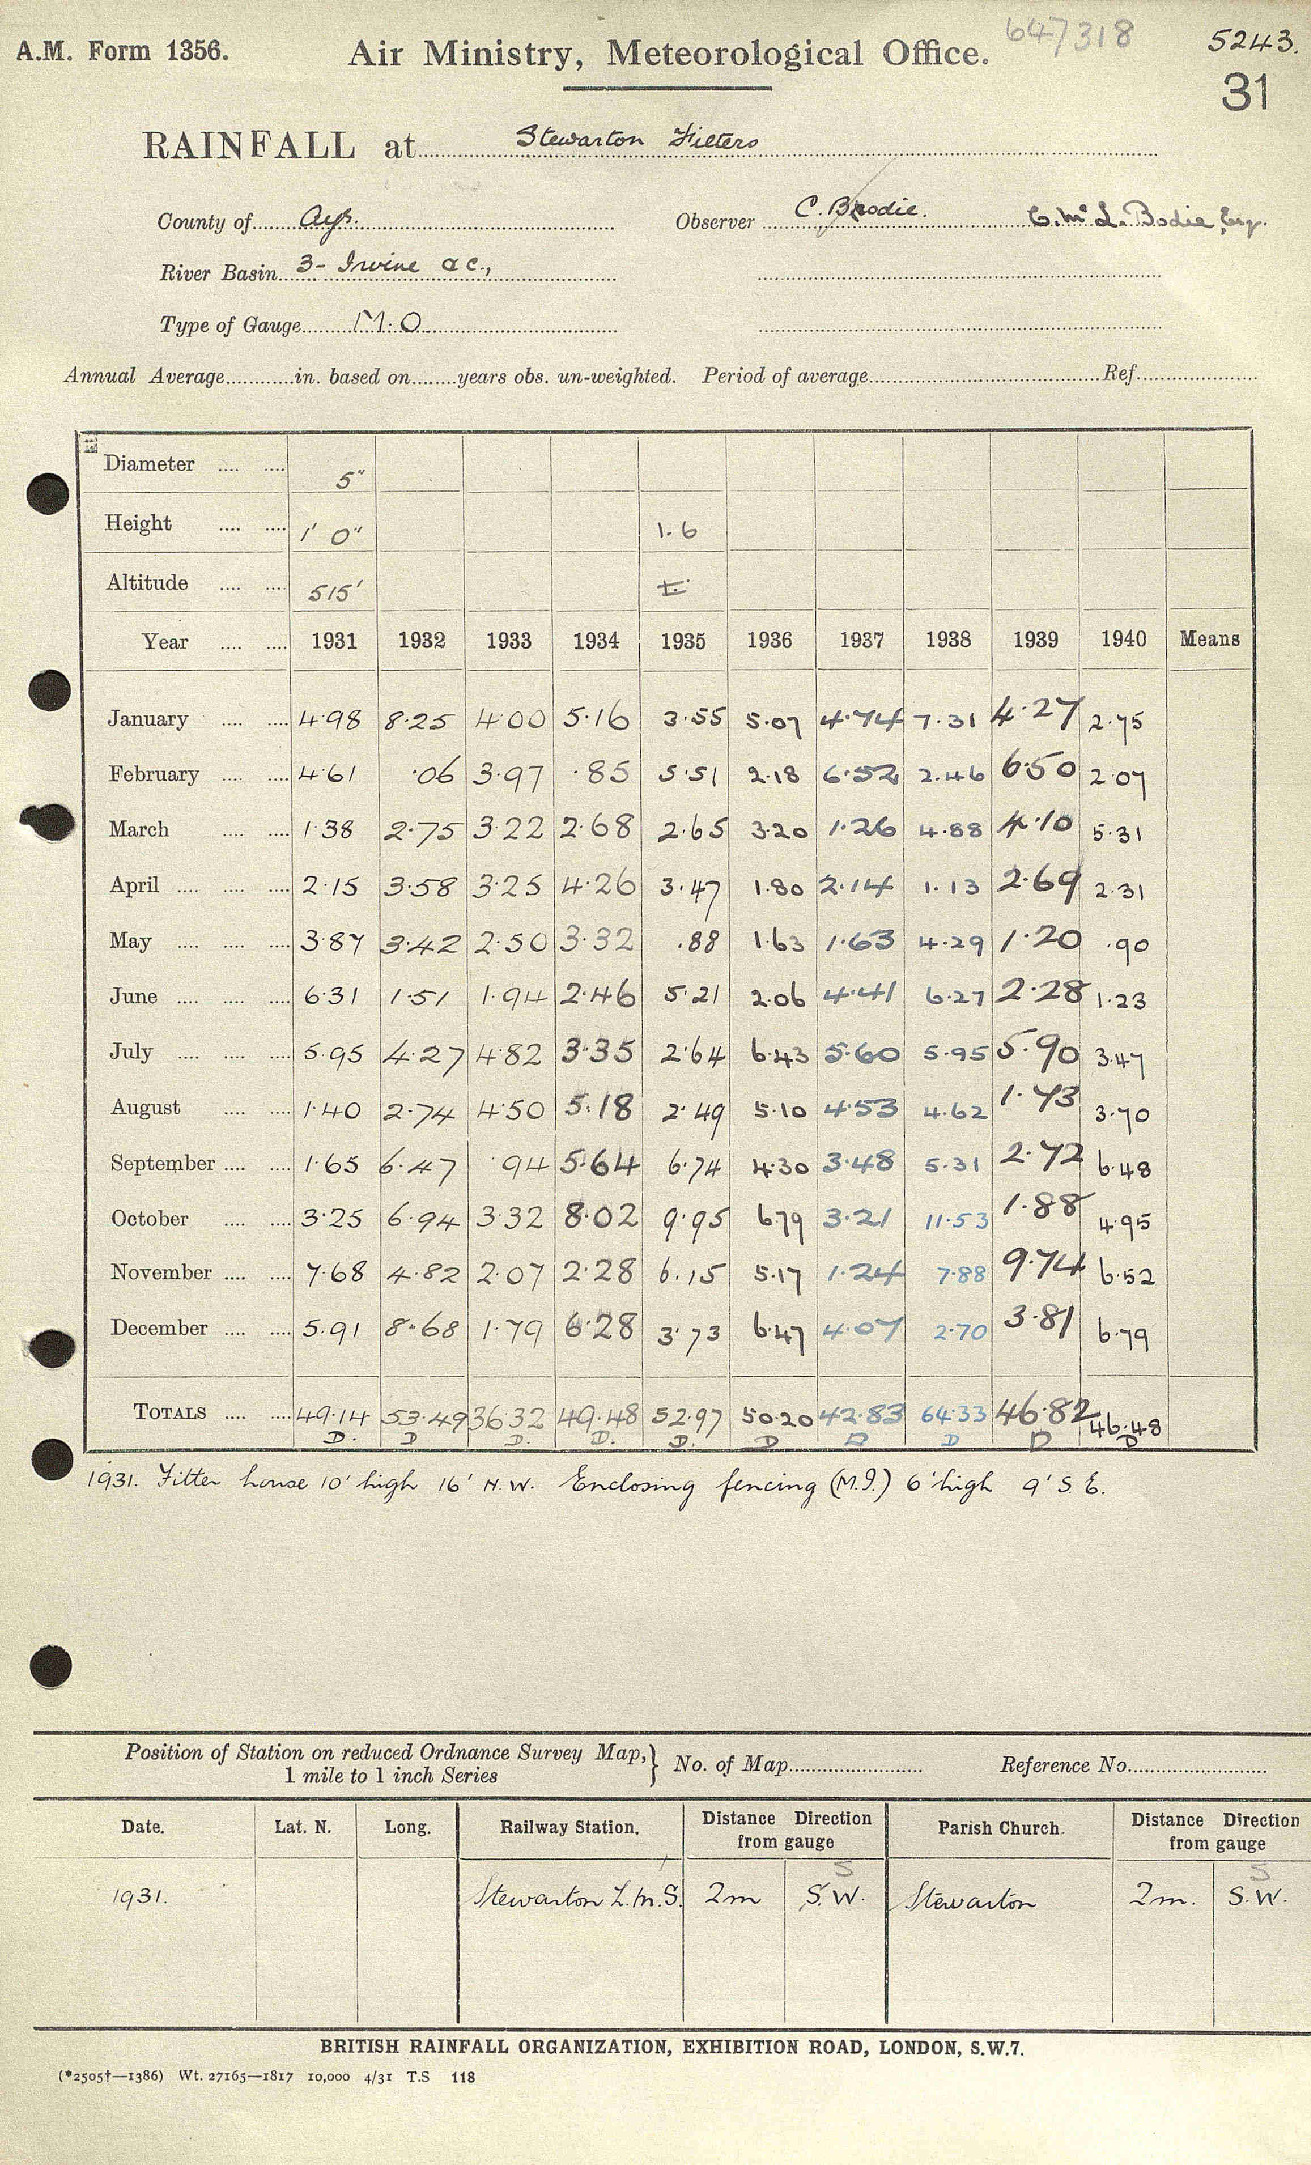 647318
A.M. Form 1356. Air Ministry, Meteorological Office. 5243.
31
RAINFALL at Stewarton Filters
County of Ayr. Observer C. Brodie. C. Mc L. Bodie, Esq.
River Basin 3- Irvine ac.,
Type of Gauge M.O
Annual Average in. based on years obs. un-weighted. Period of average Ref.
Diameter 5"
Height 1' 0" 1.6
Altitude 515'
Year 1931 1932 1933 1934 1935 1936 1937 1938 1939 1940 Means
January 4.98 8.25 4.00 5.16 3.55 5.07 4.74 7.31 4.27 2.75
February 4.61 .06 3.97 .85 5.51 2.18 6.52 2.46 6.50 2.07
March 1.38 2.75 3.22 2.68 2.65 3.20 1.26 4.88 4.10 5.31
April 2.15 3.58 3.25 4.26 3.47 1.80 2.14 1.13 2.69 2.31
May 3.87 3.42 2.50 3.32 .88 1.63 1.63 4.29 1.20 .90
June 6.31 1.51 1.94 2.46 5.21 2.06 4.41 6.27 2.28 1.23
July 5.95 4.27 4.82 3.35 2.64 6.43 5.60 5.95 5.90 3.47
August 1.40 2.74 4.50 5.18 2.49 5.10 4.53 4.62 1.73 3.70
September 1.65 6.47 .94 5.64 6.74 4.30 3.48 5.31 2.72 6.48
October 3.25 6.94 3.32 8.02 9.95 6.79 3.21 11.53 1.88 4.95
November 7.68 4.82 2.07 2.28 6.15 5.17 1.24 7.88 9.74 6.52
December 5.91 8.68 1.79 6.28 3.73 6.47 4.07 2.70 3.81 6.79
TOTALS 49.14 53.49 36.32 49.48 52.97 50.20 42.83 64.33 46.82 46.48
D. D D. D. D. D D D D D
1931. Filter house 10' high 16' N.W. Enclosing fencing (M.I.) 6' high 9' S.E.
Position of Station on reduced Ordnance Survey Map,} No. of Map Reference No.
1 mile to 1 inch Series
Date. Lat. N. Long. Railway Station. Distance Direction from gauge Parish Church. Distance Direction from gauge
S S
1931. Stewarton L.M.S. 2m S.W. Stewarton 2m. S.W.
BRITISH RAINFALL ORGANIZATION, EXHIBITION ROAD, LONDON, S.W.7.
(*2505†—1386) Wt. 27165—1817 10,000 4/31 T.S 118